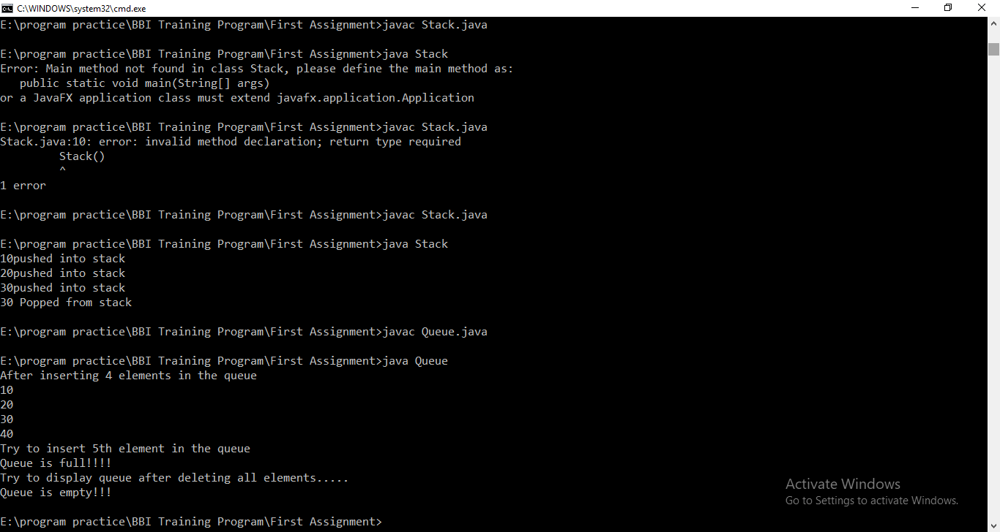 C:\WINDOWS\system32\cmd.exe
E:\program practice\BBI Training Program\First Assignment>javac Stack.java
E:\program practice\BBI Training Program\First Assignment>java Stack
Error: Main method not found in class Stack, please define the main method as:
   public static void main(String[] args)
or a JavaFX application class must extend javafx.application.Application
E:\program practice\BBI Training Program\First Assignment>javac Stack.java
Stack.java:10: error: invalid method declaration; return type required
         Stack()
         ^
1 error
E:\program practice\BBI Training Program\First Assignment>javac Stack.java
E:\program practice\BBI Training Program\First Assignment>java Stack
10pushed into stack
20pushed into stack
30pushed into stack
30 Popped from stack
E:\program practice\BBI Training Program\First Assignment>javac Queue.java
E:\program practice\BBI Training Program\First Assignment>java Queue
After inserting 4 elements in the queue
10
20
30
40
Try to insert 5th element in the queue
Queue is full!!!!
Try to display queue after deleting all elements.....
Queue is empty!!!
E:\program practice\BBI Training Program\First Assignment>
Activate Windows
Go to Settings to activate Windows.